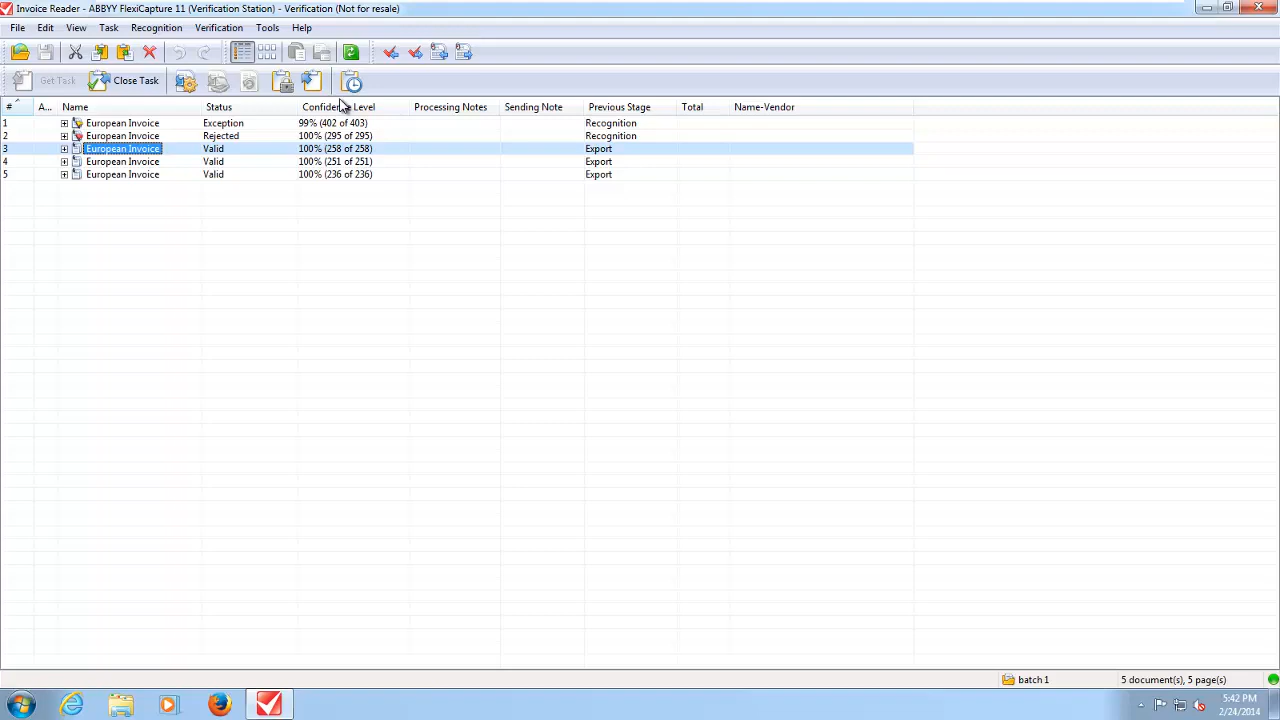 Invoice Reader - ABBYY FlexiCapture 11 (Verification Station) - Verification (Not for resale)
File Edit View Task Recognition Verification Tools Help
Get Task Close Task
# A... Name Status Confidence Level Processing Notes Sending Note Previous Stage Total Name-Vendor
1 European Invoice Exception 99% (402 of 403) Recognition
2 European Invoice Rejected 100% (295 of 295) Recognition
3 European Invoice Valid 100% (258 of 258) Export
4 European Invoice Valid 100% (251 of 251) Export
5 European Invoice Valid 100% (236 of 236) Export
batch 1 5 document(s), 5 page(s)
5:42 PM
2/24/2014